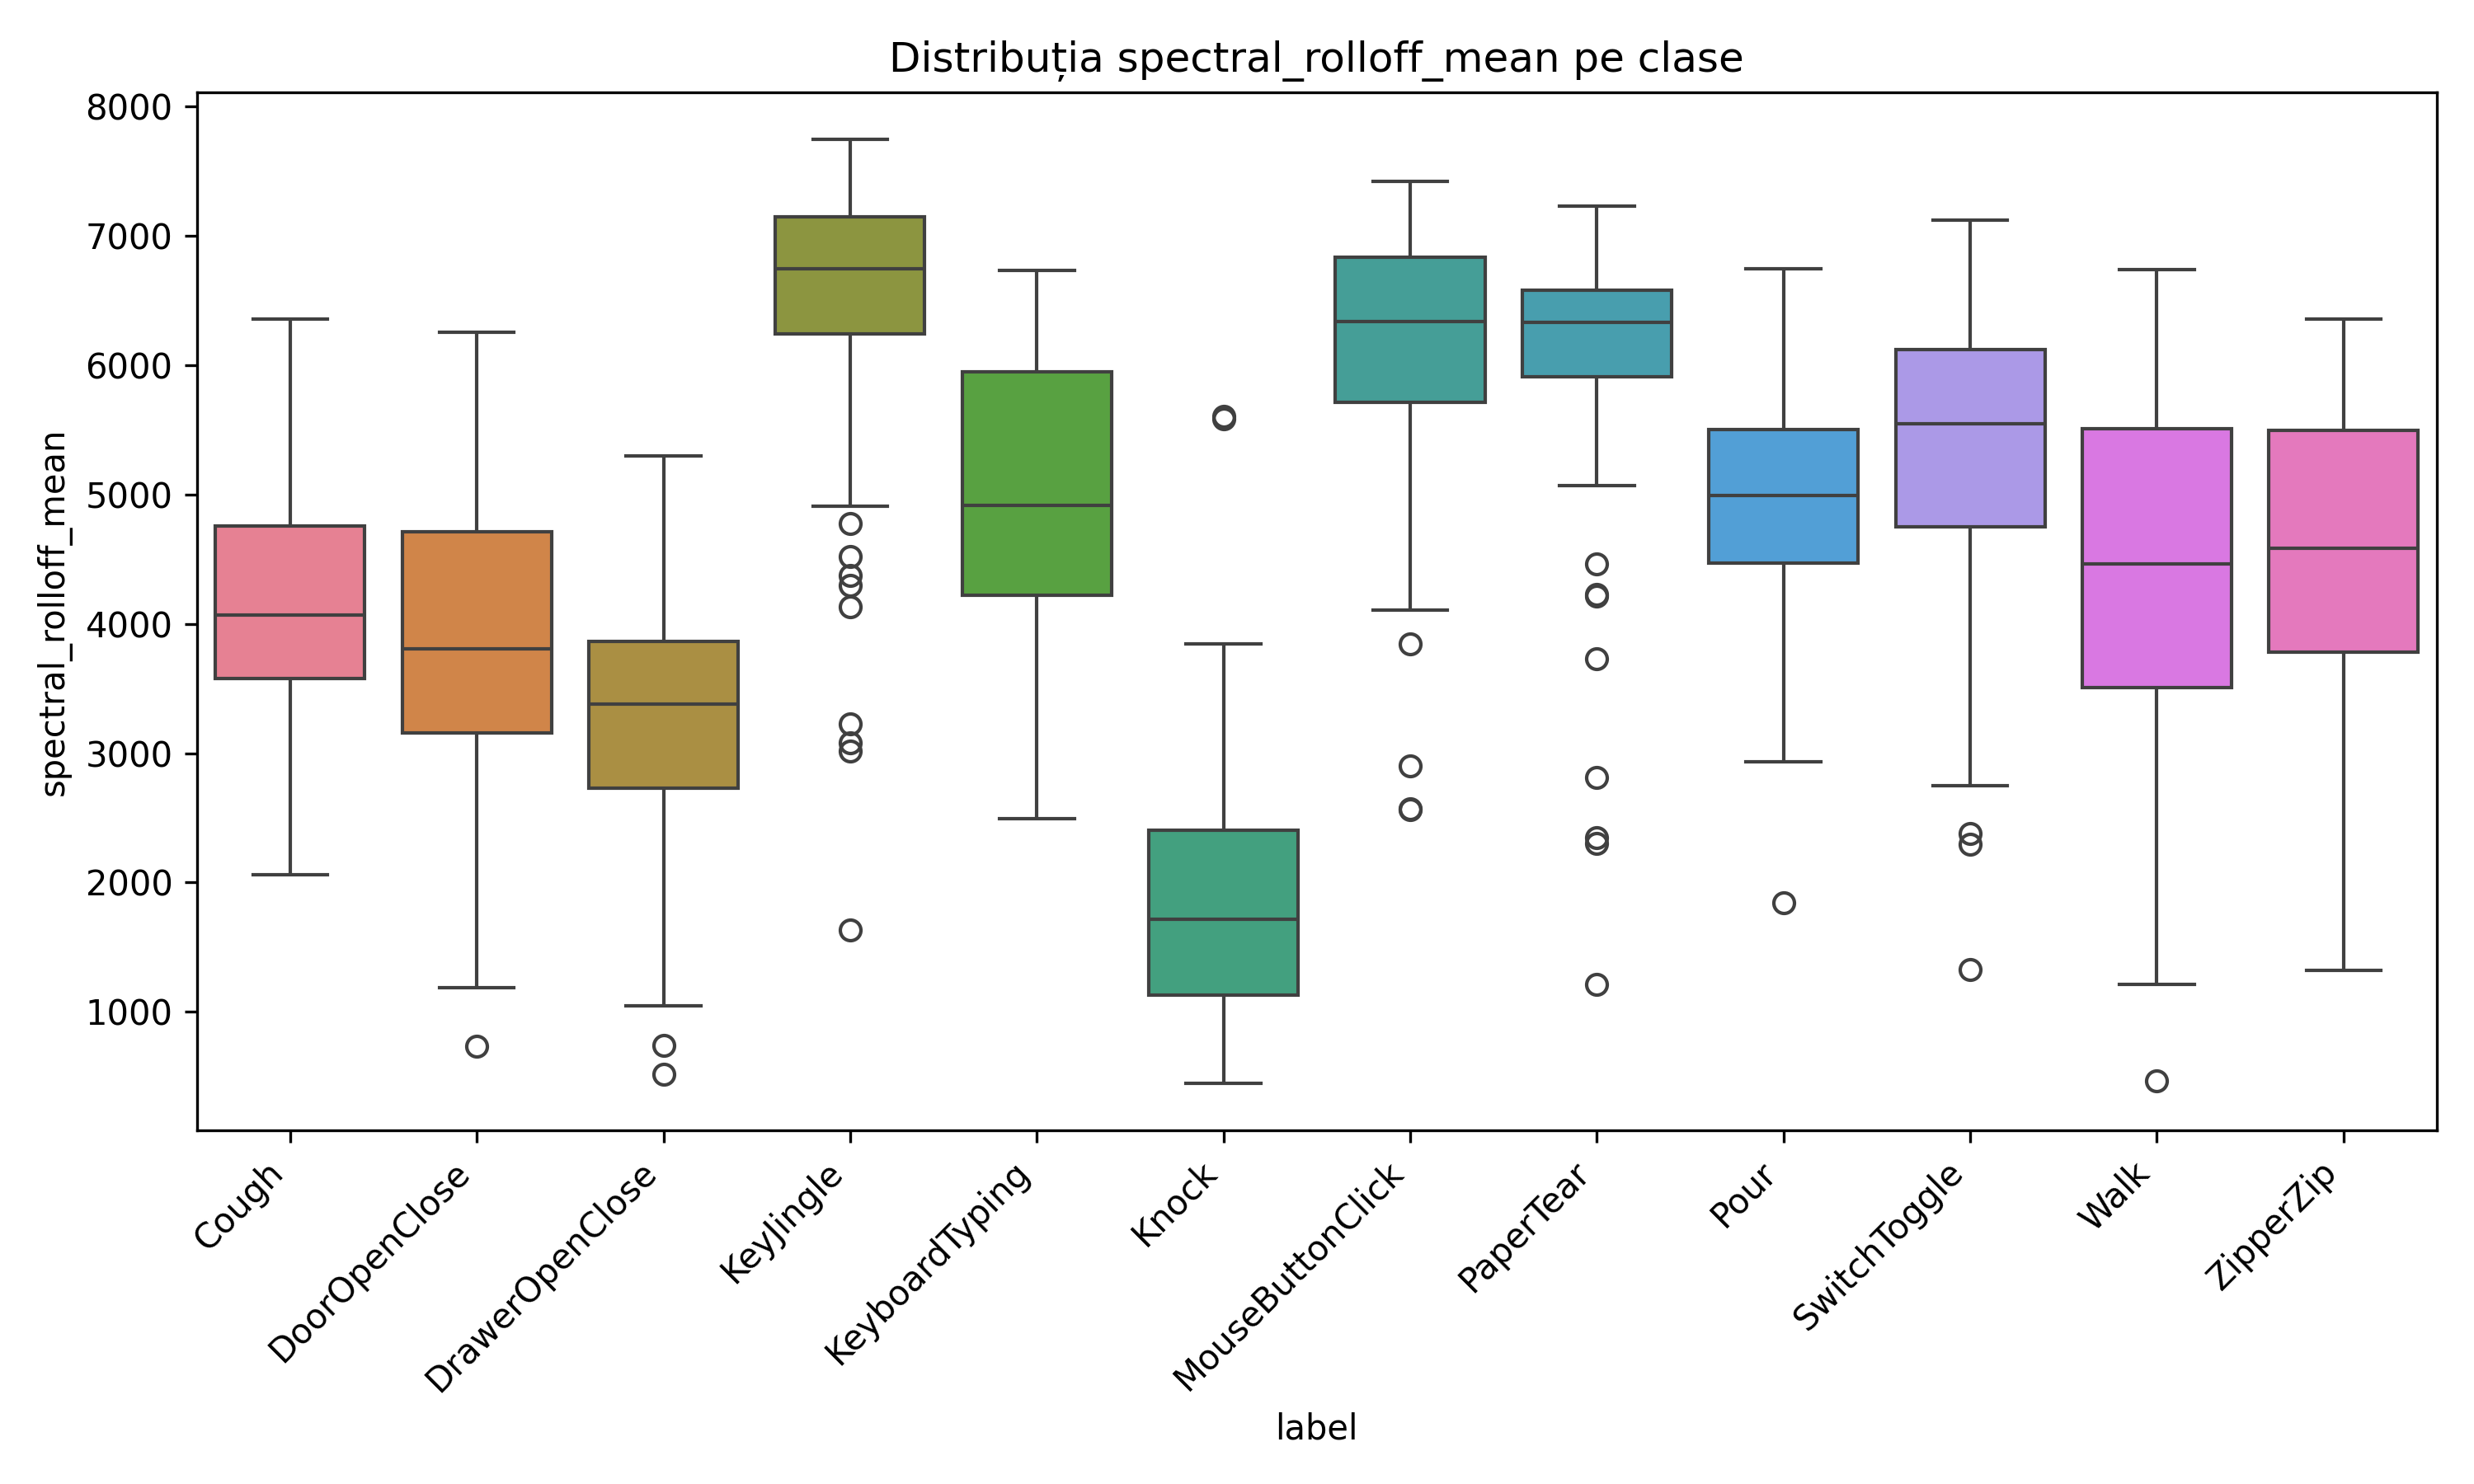 Distribuția spectral_rolloff_mean pe clase
spectral_rolloff_mean
8000
7000
6000
5000
4000
3000
2000
1000
Cough
DoorOpenClose
DrawerOpenClose
KeyJingle
KeyboardTyping
Knock
MouseButtonClick
PaperTear
Pour
SwitchToggle
Walk
ZipperZip
label